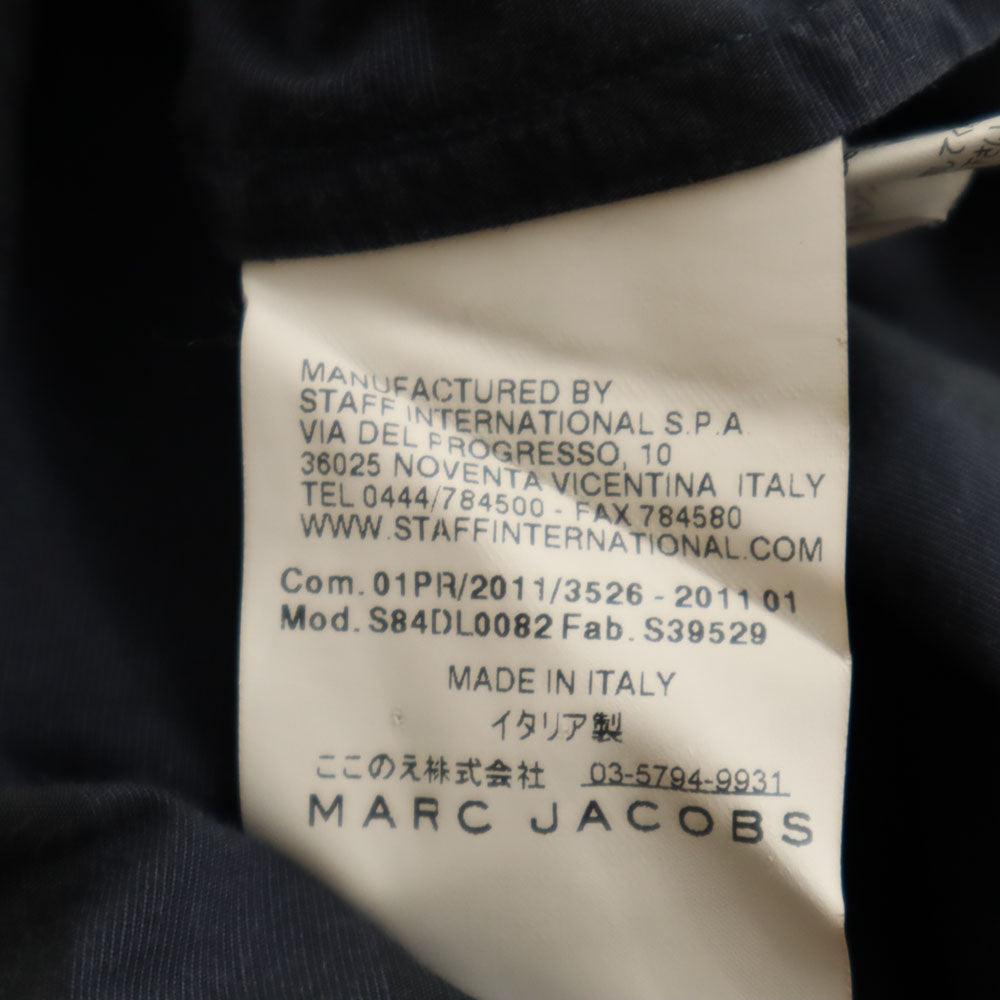 MANUFACTURED BY
STAFF INTERNATIONAL S.P.A.
VIA DEL PROGRESSO, 10
36025 NOVENTA VICENTINA ITALY
TEL 0444/784500 - FAX 784580
WWW.STAFFINTERNATIONAL.COM
Com. 01PR/2011/3526 - 2011 01
Mod. S84DL0082 Fab. S39529
MADE IN ITALY
イタリア製
ここのえ株式会社 03-5794-9931
MARC JACOBS